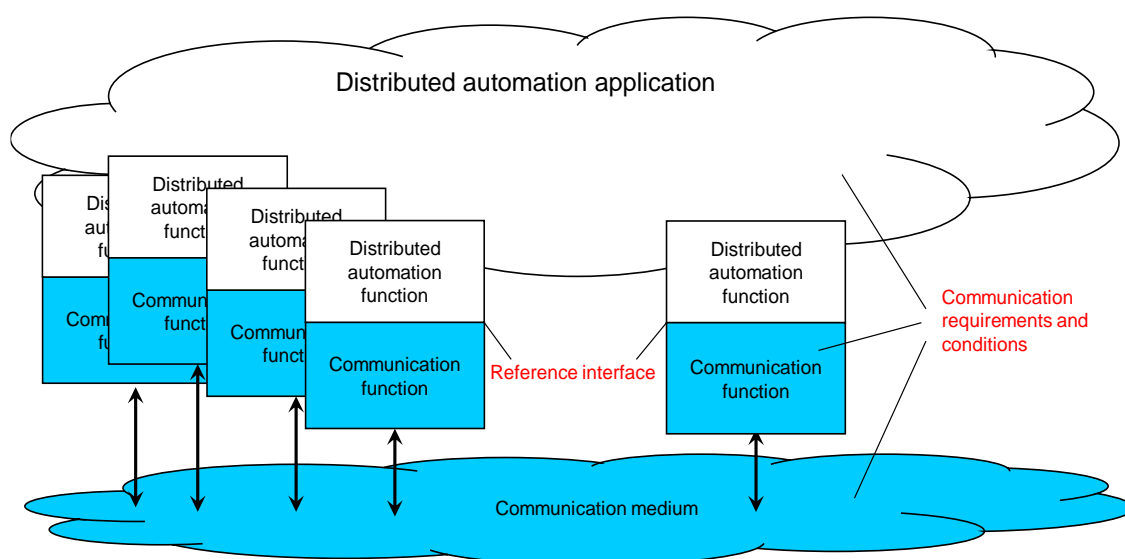 Distributed automation application
Distributed
automation
function
Distributed
automation
function
Communication
function
Communication
function
Communication
requirements and
conditions
Reference interface
Communication medium